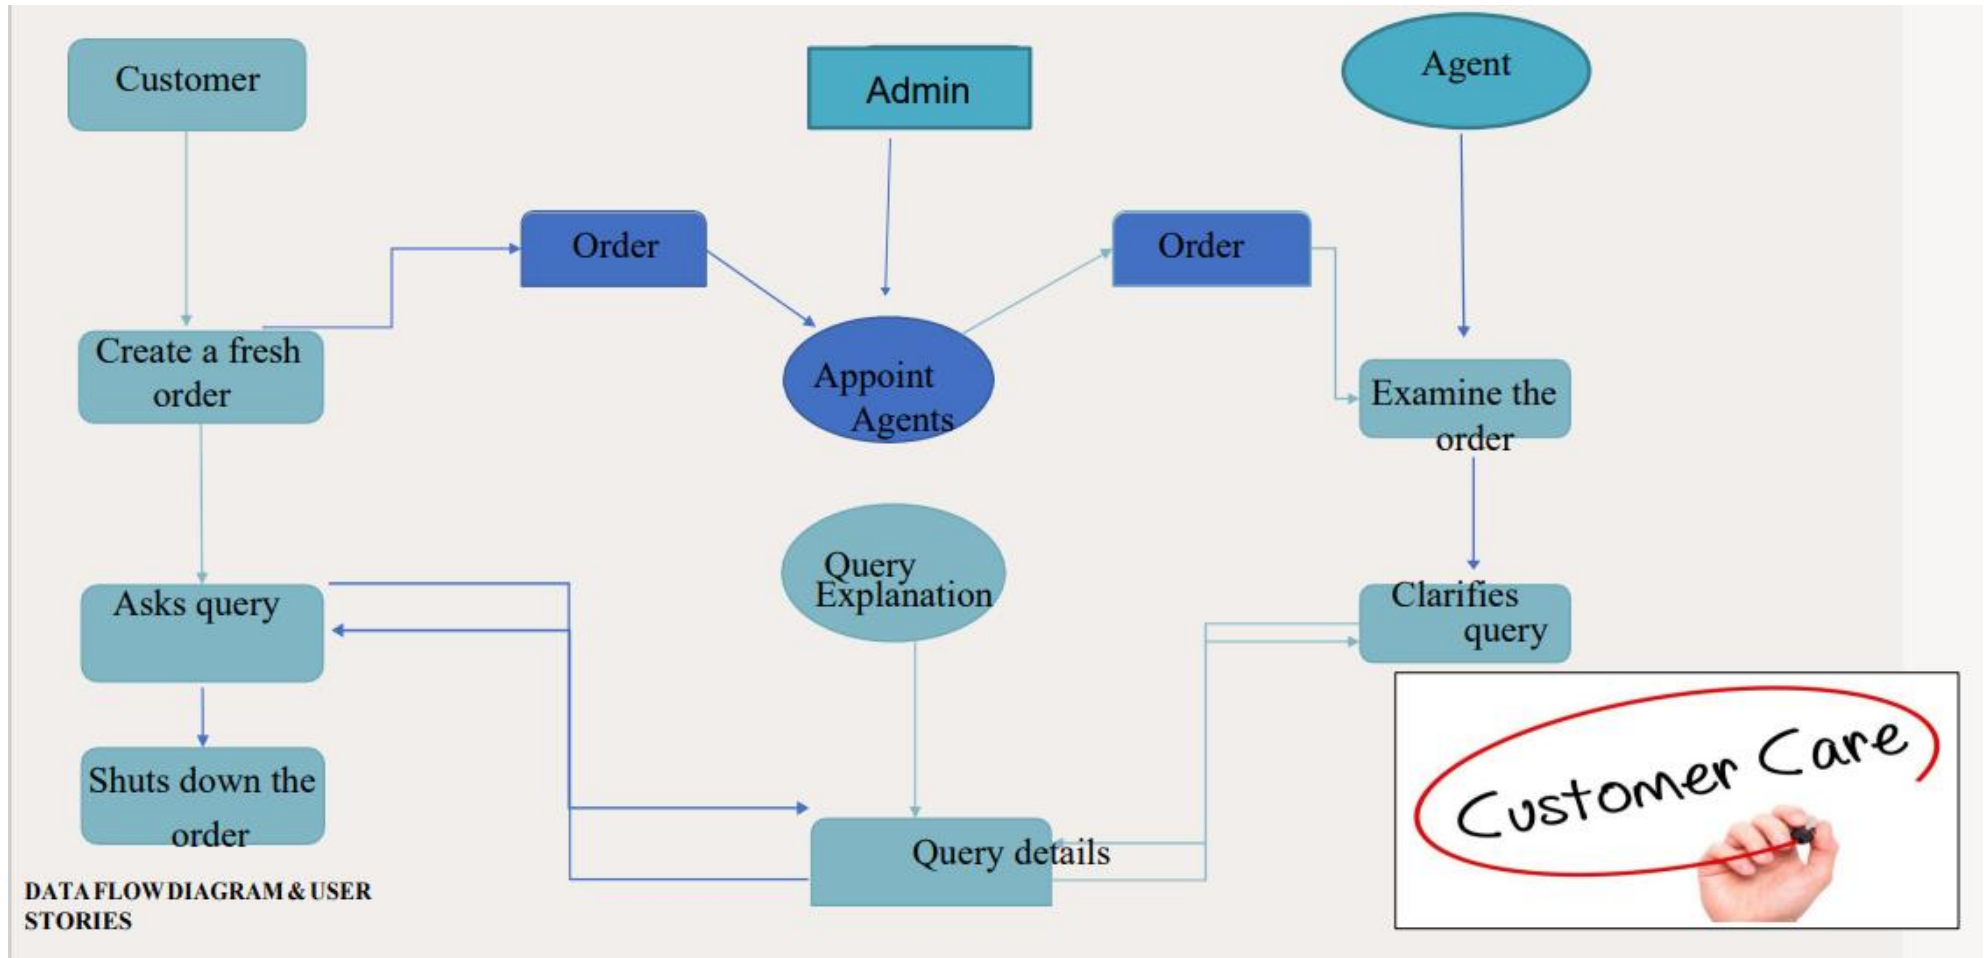 Customer
Admin
Agent
Order
Order
Create a fresh
order
Appoint
Agents
Examine the
order
Query
Explanation
Asks query
Clarifies
query
Shuts down the
order
Query details
Customer Care
DATA FLOW DIAGRAM & USER
STORIES